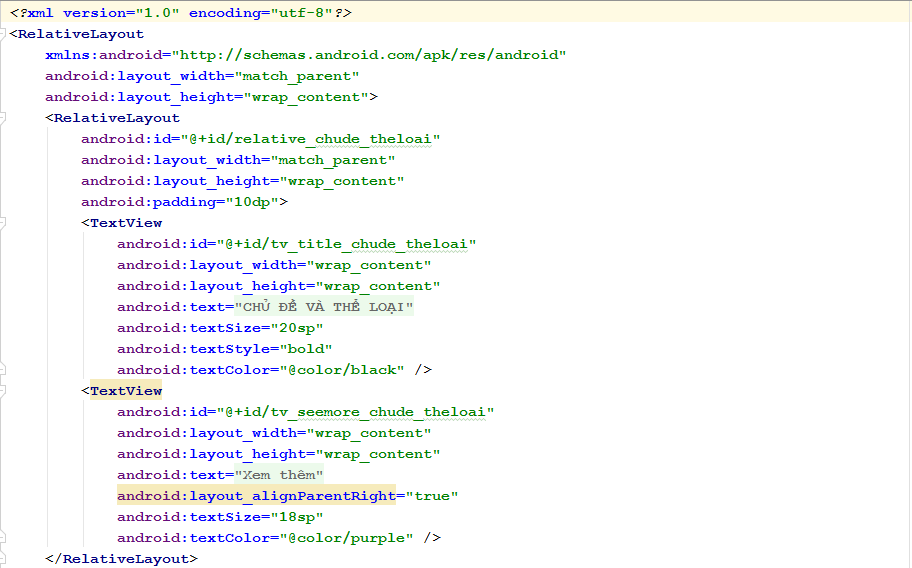 <?xml version="1.0" encoding="utf-8"?>
<RelativeLayout
xmlns:android="http://schemas.android.com/apk/res/android"
android:layout_width="match_parent"
android:layout_height="wrap_content">
<RelativeLayout
android:id="@+id/relative_chude_theloai"
android:layout_width="match_parent"
android:layout_height="wrap_content"
android:padding="10dp">
<TextView
android:id="@+id/tv_title_chude_theloai"
android:layout_width="wrap_content"
android:layout_height="wrap_content"
android:text="CHỦ ĐỀ VÀ THỂ LOẠI"
android:textSize="20sp"
android:textStyle="bold"
android:textColor="@color/black" />
<TextView
android:id="@+id/tv_seemore_chude_theloai"
android:layout_width="wrap_content"
android:layout_height="wrap_content"
android:text="Xem thêm"
android:layout_alignParentRight="true"
android:textSize="18sp"
android:textColor="@color/purple" />
</RelativeLayout>